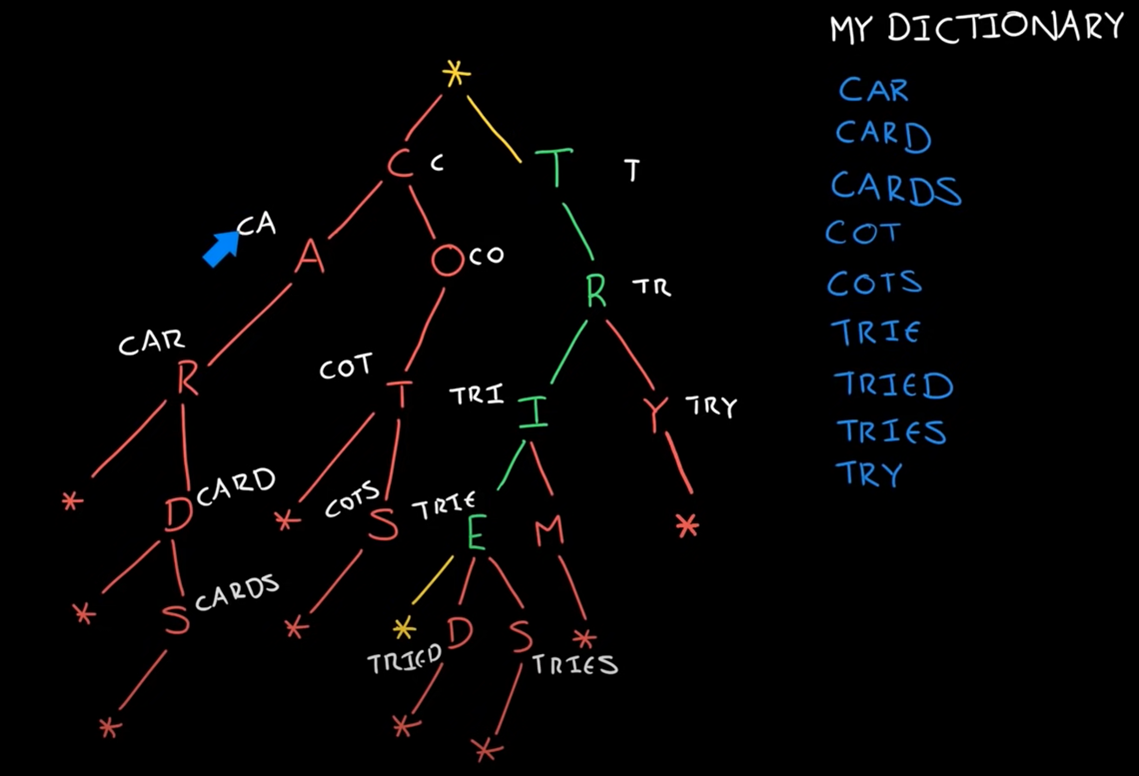 MY DICTIONARY
CAR
CARD
CARDS
COT
COTS
TRIE
TRIED
TRIES
TRY
*
C C
T T
CA
A
O CO
R TR
CAR
R
COT
T
TRI I
Y TRY
*
D CARD
*
COTS S
TRIE E
M
*
*
S CARDS
*
*
D
S
*
TRIED
TRIES
*
*
*